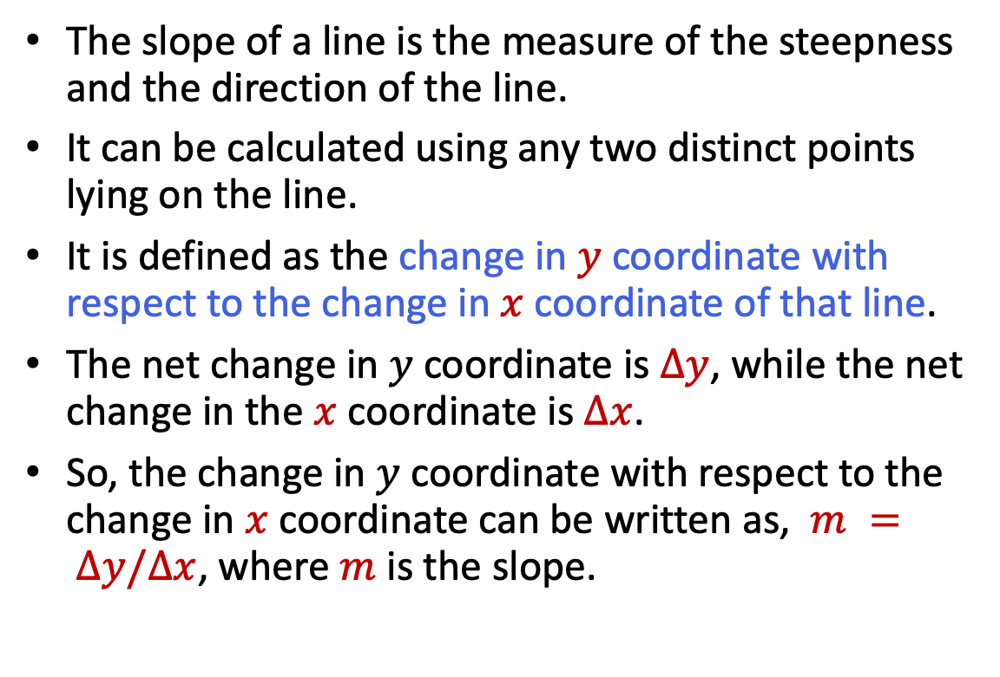 • The slope of a line is the measure of the steepness
and the direction of the line.
• It can be calculated using any two distinct points
lying on the line.
• It is defined as the change in y coordinate with
respect to the change in x coordinate of that line.
• The net change in y coordinate is Δy, while the net
change in the x coordinate is Δx.
• So, the change in y coordinate with respect to the
change in x coordinate can be written as, m =
Δy/Δx, where m is the slope.